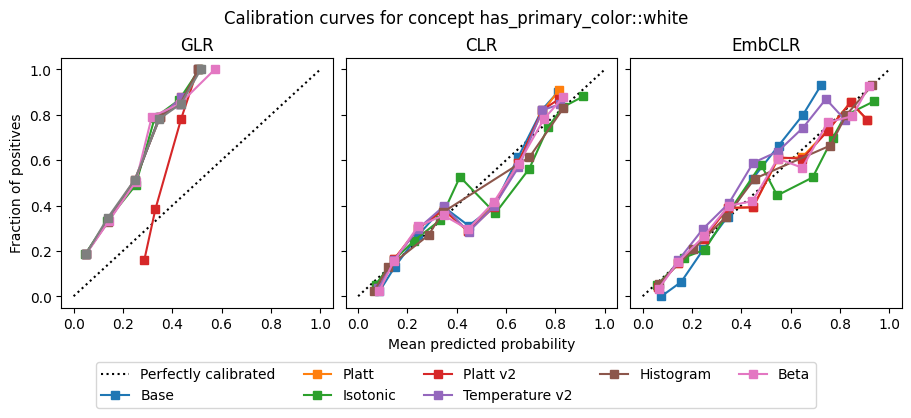 Calibration curves for concept has_primary_color::white
GLR
CLR
EmbCLR
Fraction of positives
1.0
0.8
0.6
0.4
0.2
0.0
0.0 0.2 0.4 0.6 0.8 1.0
0.0 0.2 0.4 0.6 0.8 1.0
0.0 0.2 0.4 0.6 0.8 1.0
Mean predicted probability
Perfectly calibrated
Base
Platt
Isotonic
Platt v2
Temperature v2
Histogram
Beta